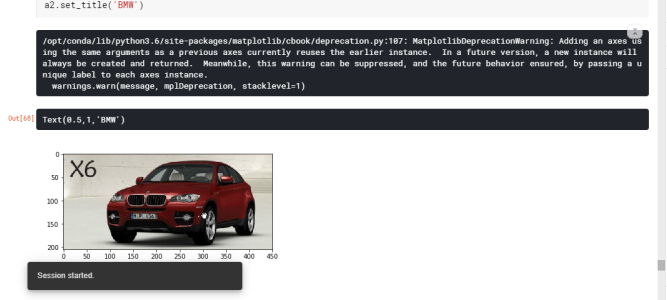 a2.set_title('BMW')
/opt/conda/lib/python3.6/site-packages/matplotlib/cbook/deprecation.py:107: MatplotlibDeprecationWarning: Adding an axes us
ing the same arguments as a previous axes currently reuses the earlier instance.  In a future version, a new instance will
always be created and returned.  Meanwhile, this warning can be suppressed, and the future behavior ensured, by passing a u
nique label to each axes instance.
  warnings.warn(message, mplDeprecation, stacklevel=1)
Out[68] Text(0.5,1,'BMW')
X6
0
50
100
150
200
0 50 100 150 200 250 300 350 400 450
Session started.